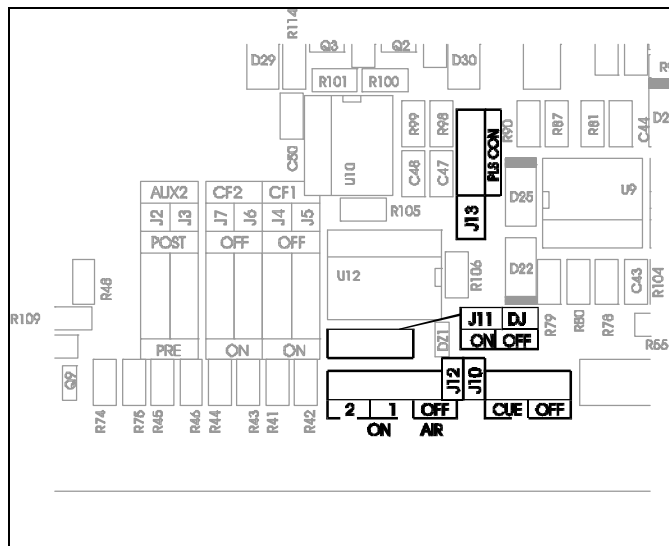 R114
Q3
Q2
D29
D30
R101
R100
R99
R98
C50
U10
C48
C47
PLS CON
J13
R90
R87
R81
C44
U9
D25
D22
AUX2
CF2
CF1
J2
J3
J7
J6
J4
J5
POST
OFF
OFF
R105
U12
R106
R48
R109
PRE
ON
ON
DZ1
J11 DJ
ON OFF
R79
R80
R78
C43
R104
R55
Q9
R74
R75
R45
R46
R44
R43
R41
R42
J12
J10
2 1 OFF
CUE OFF
ON AIR